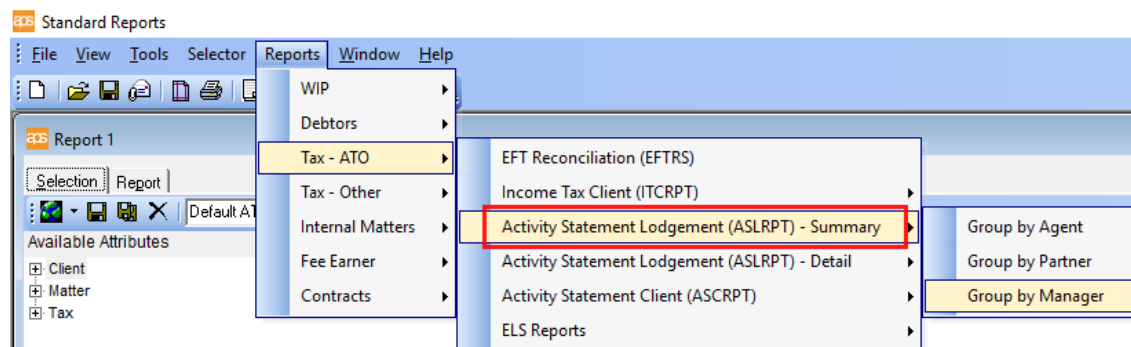 aps Standard Reports
File View Tools Selector Reports Window Help
WIP
Debtors
aps Report 1
Tax - ATO
EFT Reconciliation (EFTRS)
Selection Report
Tax - Other
Income Tax Client (ITCRPT)
Default AT
Internal Matters
Activity Statement Lodgement (ASLRPT) - Summary
Group by Agent
Available Attributes
Fee Earner
Activity Statement Lodgement (ASLRPT) - Detail
Group by Partner
Client
Matter
Contracts
Activity Statement Client (ASCRPT)
Group by Manager
Tax
ELS Reports